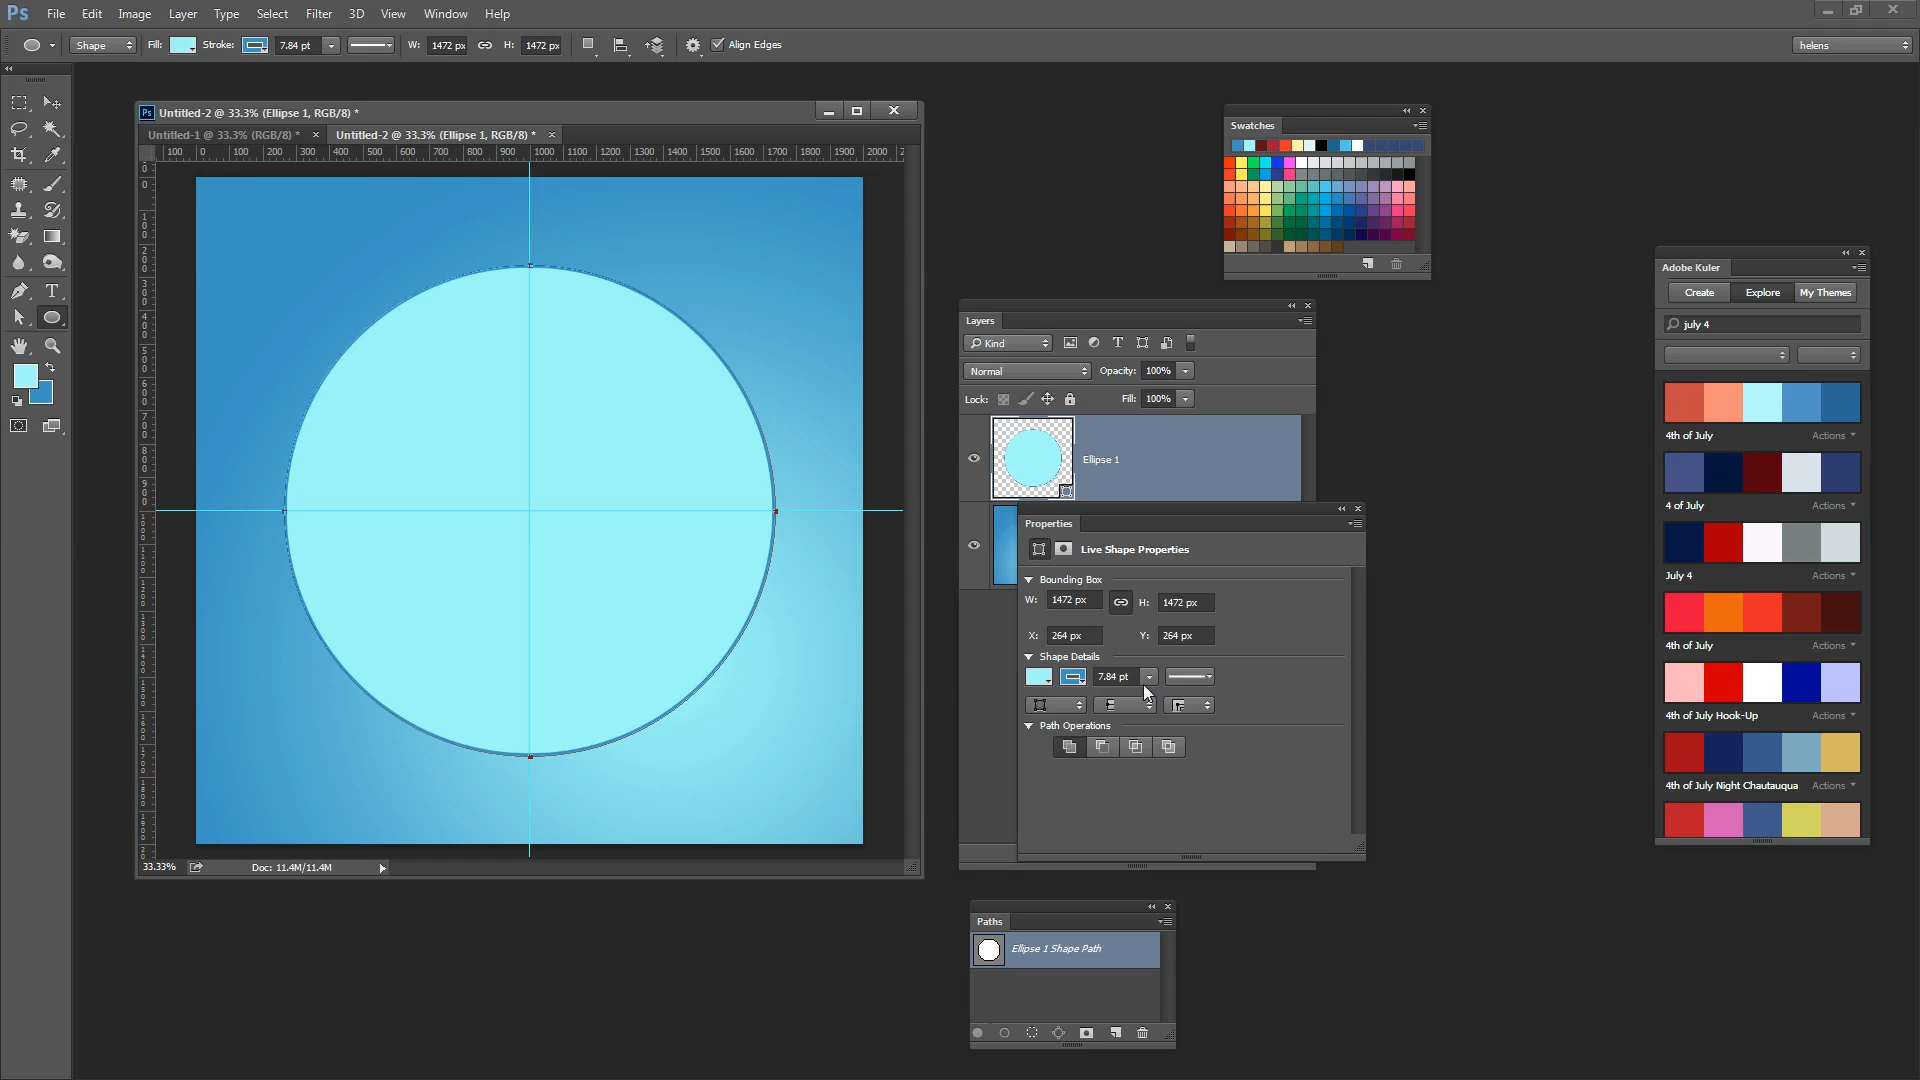 Ps File Edit Image Layer Type Select Filter 3D View Window Help
Shape Fill: Stroke: 7.84 pt W: 1472 px H: 1472 px Align Edges helens
Ps Untitled-2 @ 33.3% (Ellipse 1, RGB/8) *
Untitled-1 @ 33.3% (RGB/8) * × Untitled-2 @ 33.3% (Ellipse 1, RGB/8) * ×
100 0 100 200 300 400 500 600 700 800 900 1000 1100 1200 1300 1400 1500 1600 1700 1800 1900 2000
33.33% Doc: 11.4M/11.4M
Swatches
Layers
Kind
Normal Opacity: 100%
Lock: Fill: 100%
Ellipse 1
Properties
Live Shape Properties
Bounding Box
W: 1472 px H: 1472 px
X: 264 px Y: 264 px
Shape Details
7.84 pt
Path Operations
Paths
Ellipse 1 Shape Path
Adobe Kuler
Create Explore My Themes
july 4
4th of July Actions
4 of July Actions
July 4 Actions
4th of July Actions
4th of July Hook-Up Actions
4th of July Night Chautauqua Actions